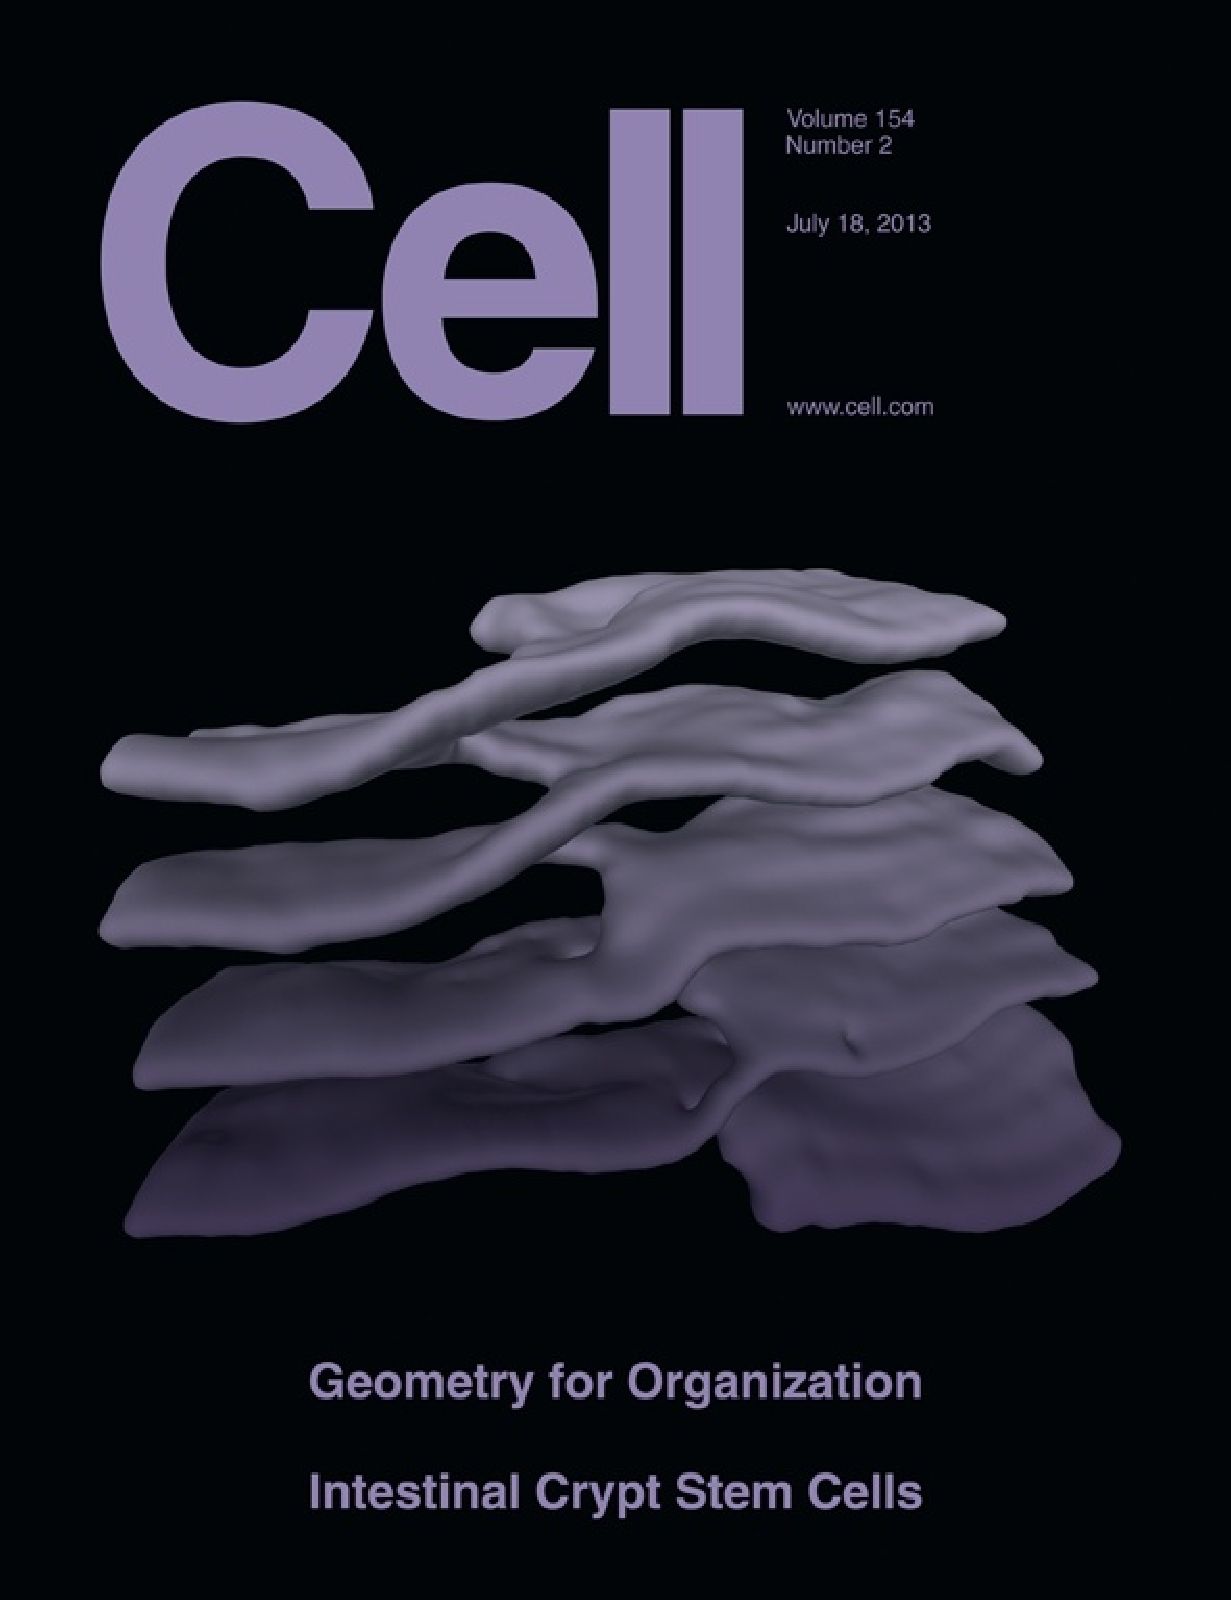 Cell
Volume 154
Number 2
July 18, 2013
www.cell.com
Geometry for Organization
Intestinal Crypt Stem Cells